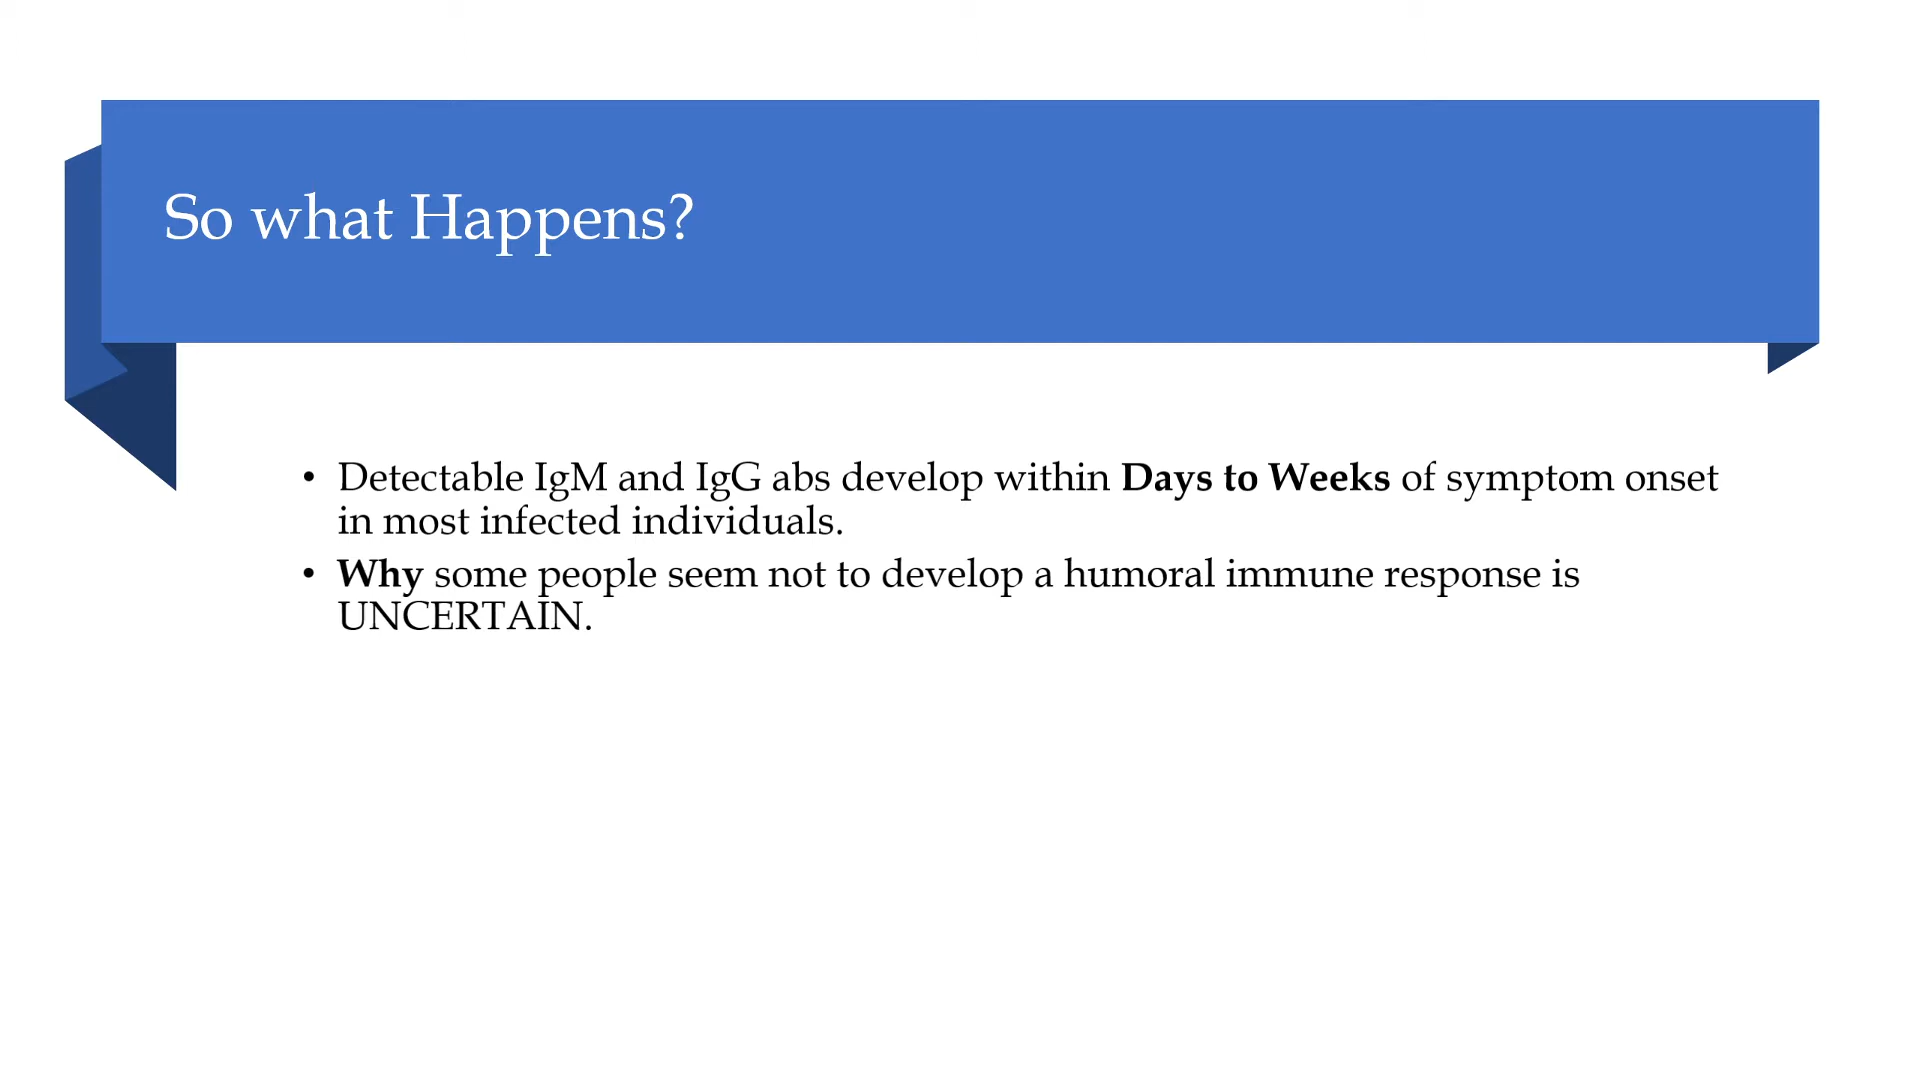 So what Happens?
• Detectable IgM and IgG abs develop within Days to Weeks of symptom onset
in most infected individuals.
• Why some people seem not to develop a humoral immune response is
UNCERTAIN.